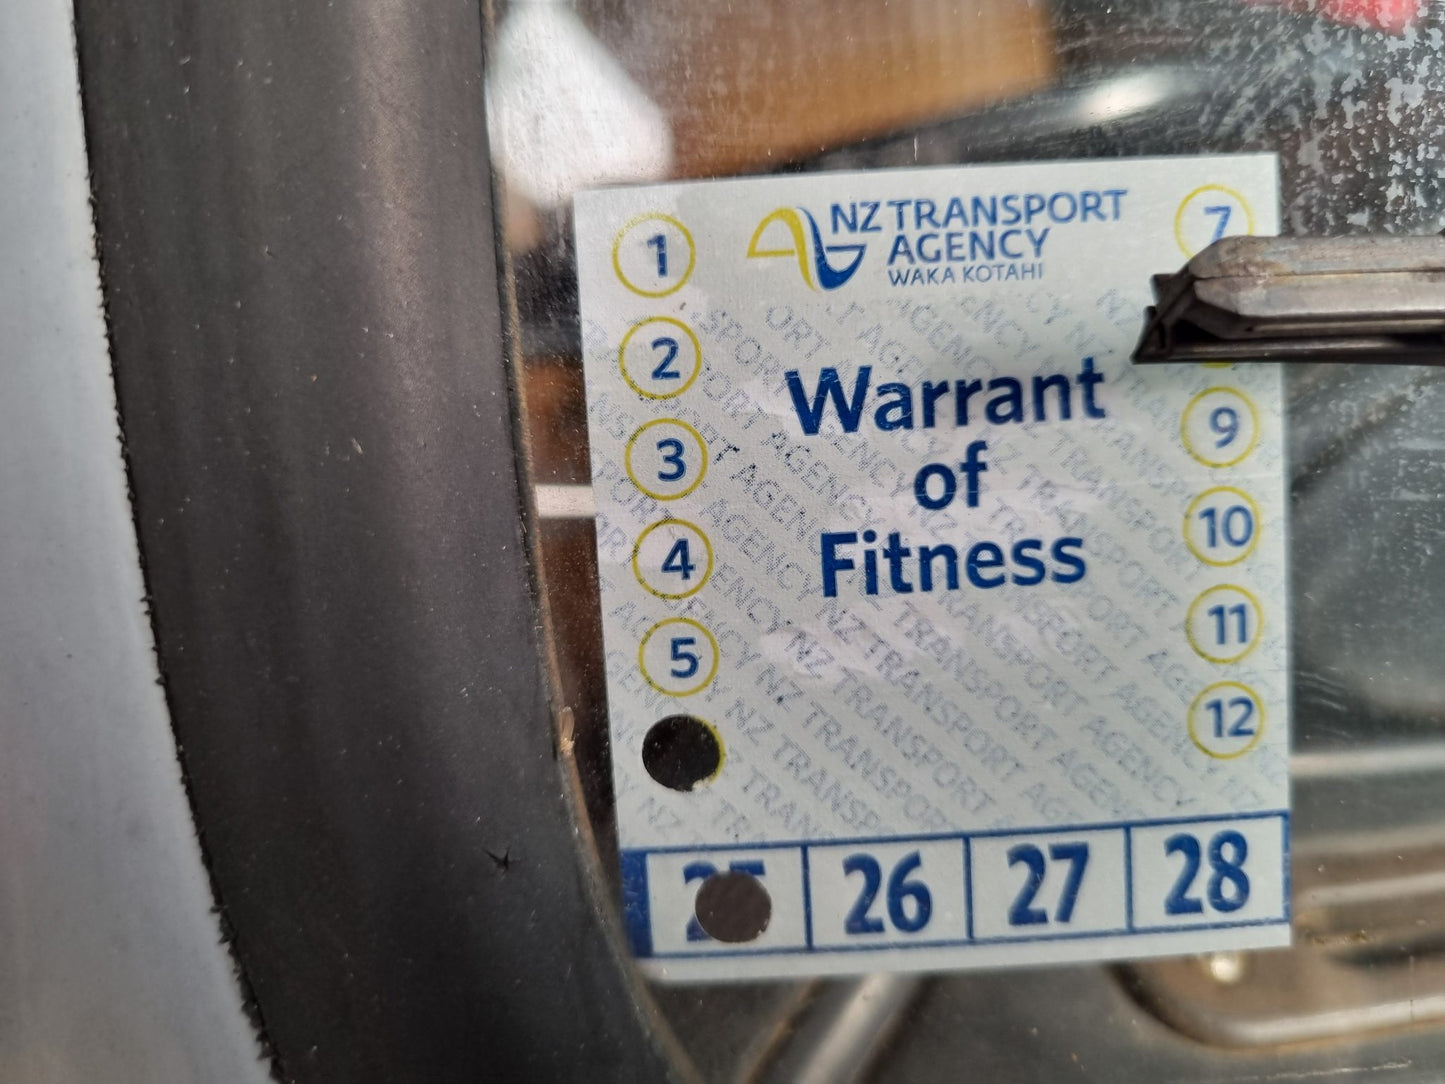 NZ TRANSPORT
AGENCY
WAKA KOTAHI
1
2
3
4
5
7
9
10
11
12
Warrant
of
Fitness
25
26
27
28